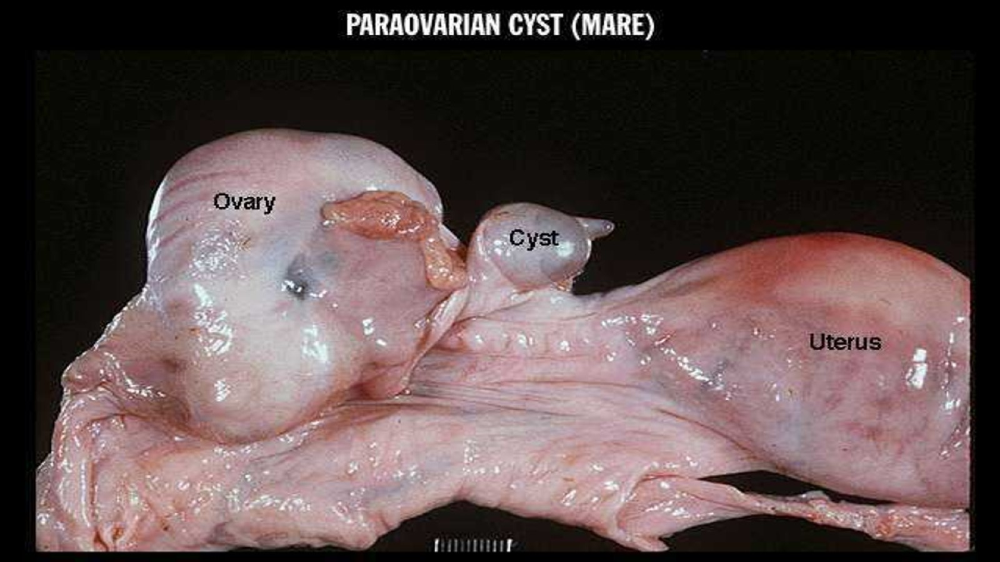 PARAOVARIAN CYST (MARE)
Ovary
Cyst
Uterus